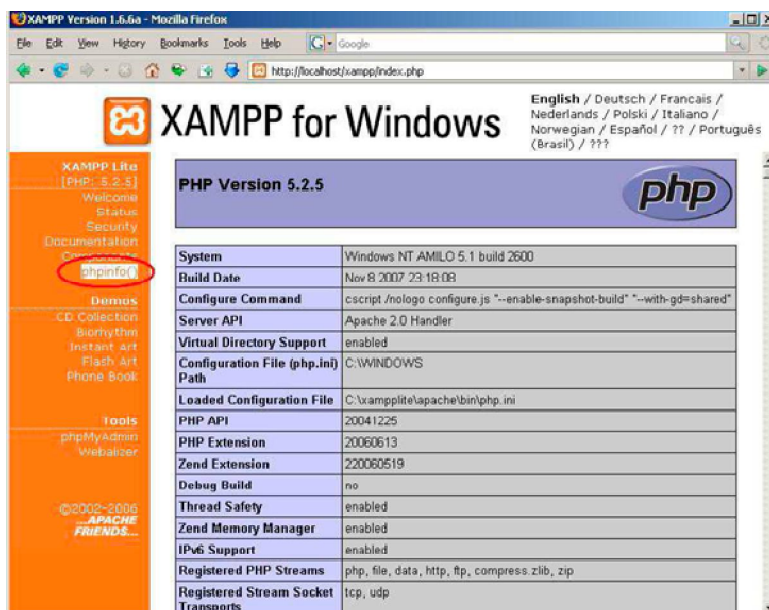 XAMPP Version 1.6.6a - Mozilla Firefox
File Edit View History Bookmarks Tools Help
Google
http://localhost/xampp/index.php
XAMPP for Windows
English / Deutsch / Francais /
Nederlands / Polski / Italiano /
Norwegian / Español / ?? / Português
(Brasil) / ???
XAMPP Lite
[PHP: 5.2.5]
Welcome
Status
Security
Documentation
Components
phpinfo()
Demos
CD Collection
Biorhythm
Instant Art
Flash Art
Phone Book
Tools
phpMyAdmin
Webalizer
©2002-2006
...APACHE
FRIENDS...
PHP Version 5.2.5
php
System Windows NT AMILO 5.1 build 2600
Build Date Nov 8 2007 23:18:08
Configure Command cscript /nologo configure.js "--enable-snapshot-build" "--with-gd=shared"
Server API Apache 2.0 Handler
Virtual Directory Support enabled
Configuration File (php.ini) C:\WINDOWS
Path
Loaded Configuration File C:\xampplite\apache\bin\php.ini
PHP API 20041225
PHP Extension 20060613
Zend Extension 220060519
Debug Build no
Thread Safety enabled
Zend Memory Manager enabled
IPv6 Support enabled
Registered PHP Streams php, file, data, http, ftp, compress.zlib, zip
Registered Stream Socket tcp, udp
Transports